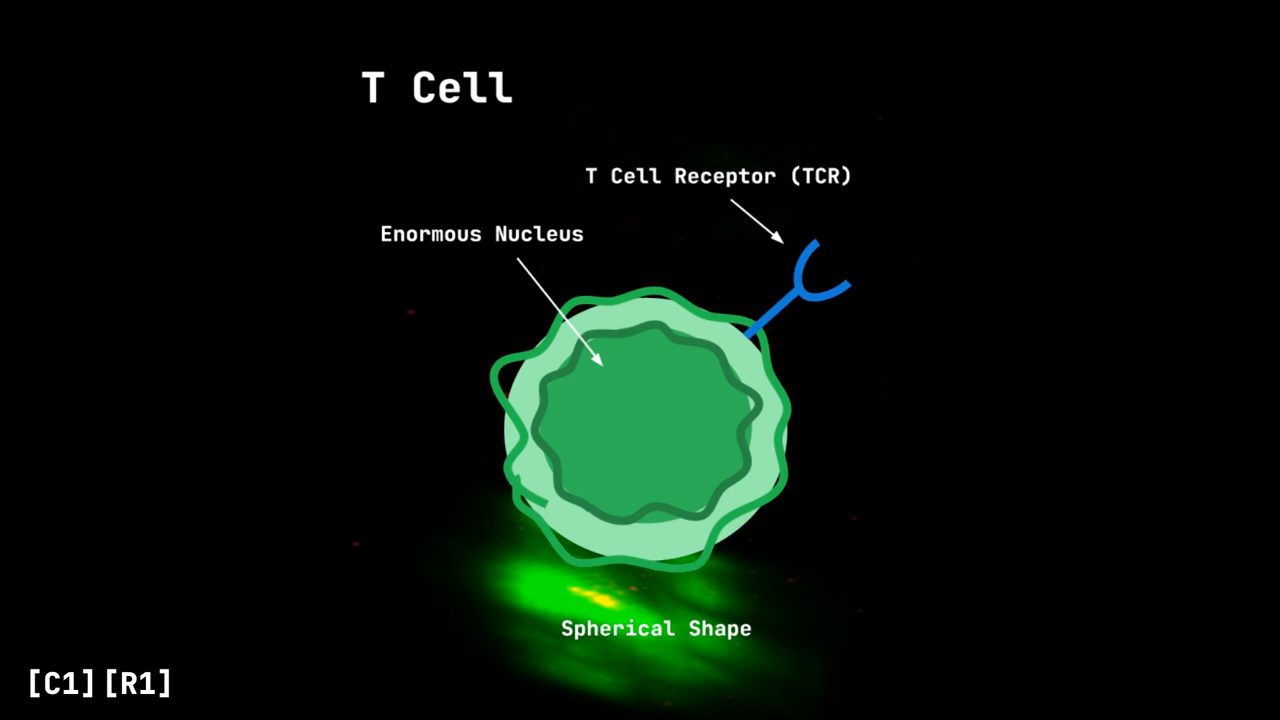 T Cell
T Cell Receptor (TCR)
Enormous Nucleus
Spherical Shape
[C1][R1]